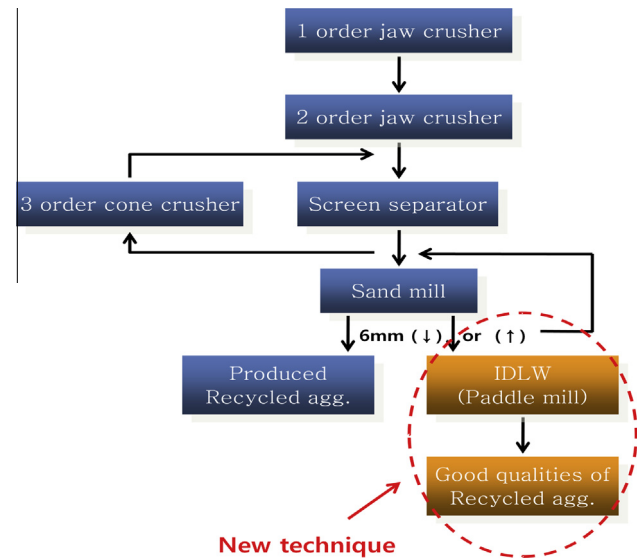 1 order jaw crusher
2 order jaw crusher
3 order cone crusher
Screen separator
Sand mill
6mm (↓) or (↑)
Produced
Recycled agg.
IDLW
(Paddle mill)
Good qualities of
Recycled agg.
New technique